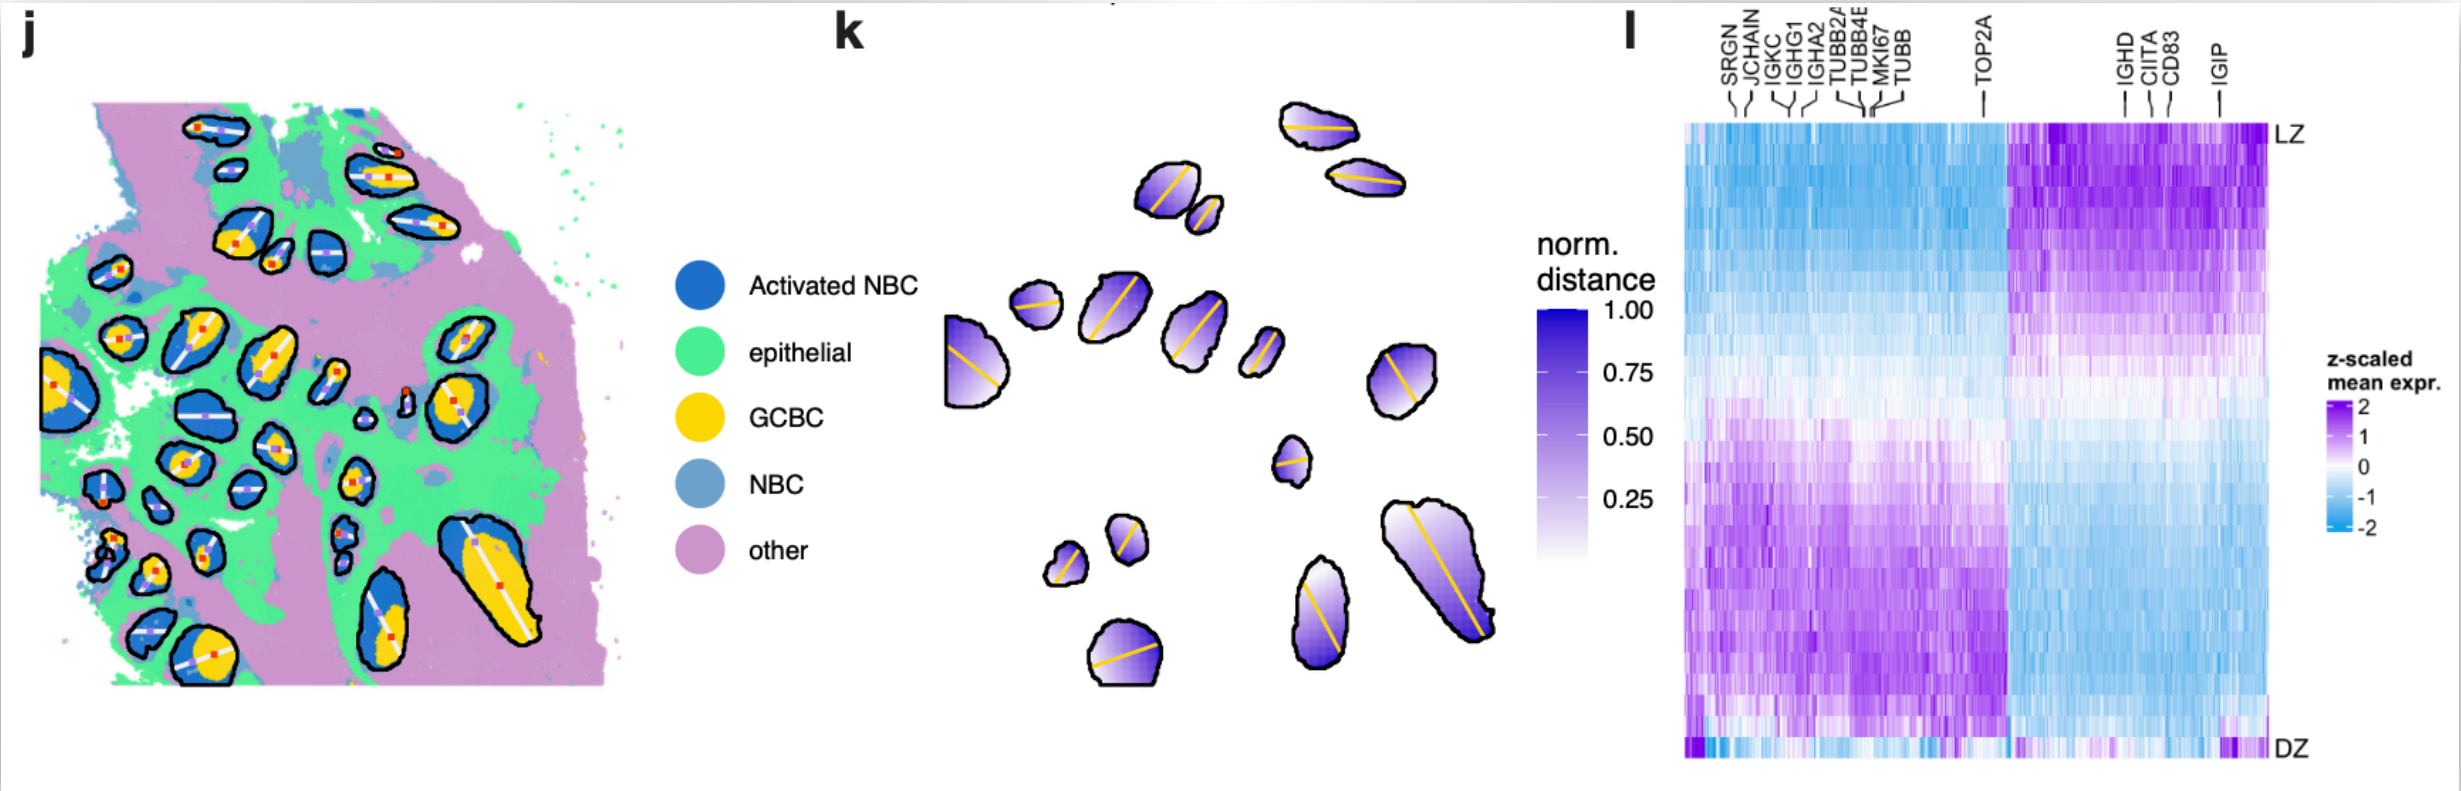 j
Activated NBC
epithelial
GCBC
NBC
other
k
norm.
distance
1.00
0.75
0.50
0.25
l
SRGN
JCHAIN
IGKC
IGHG1
IGHA2
TUBB2A
TUBB4B
MKI67
TUBB
TOP2A
IGHD
CIITA
CD83
IGIP
LZ
DZ
z-scaled
mean expr.
2
1
0
-1
-2